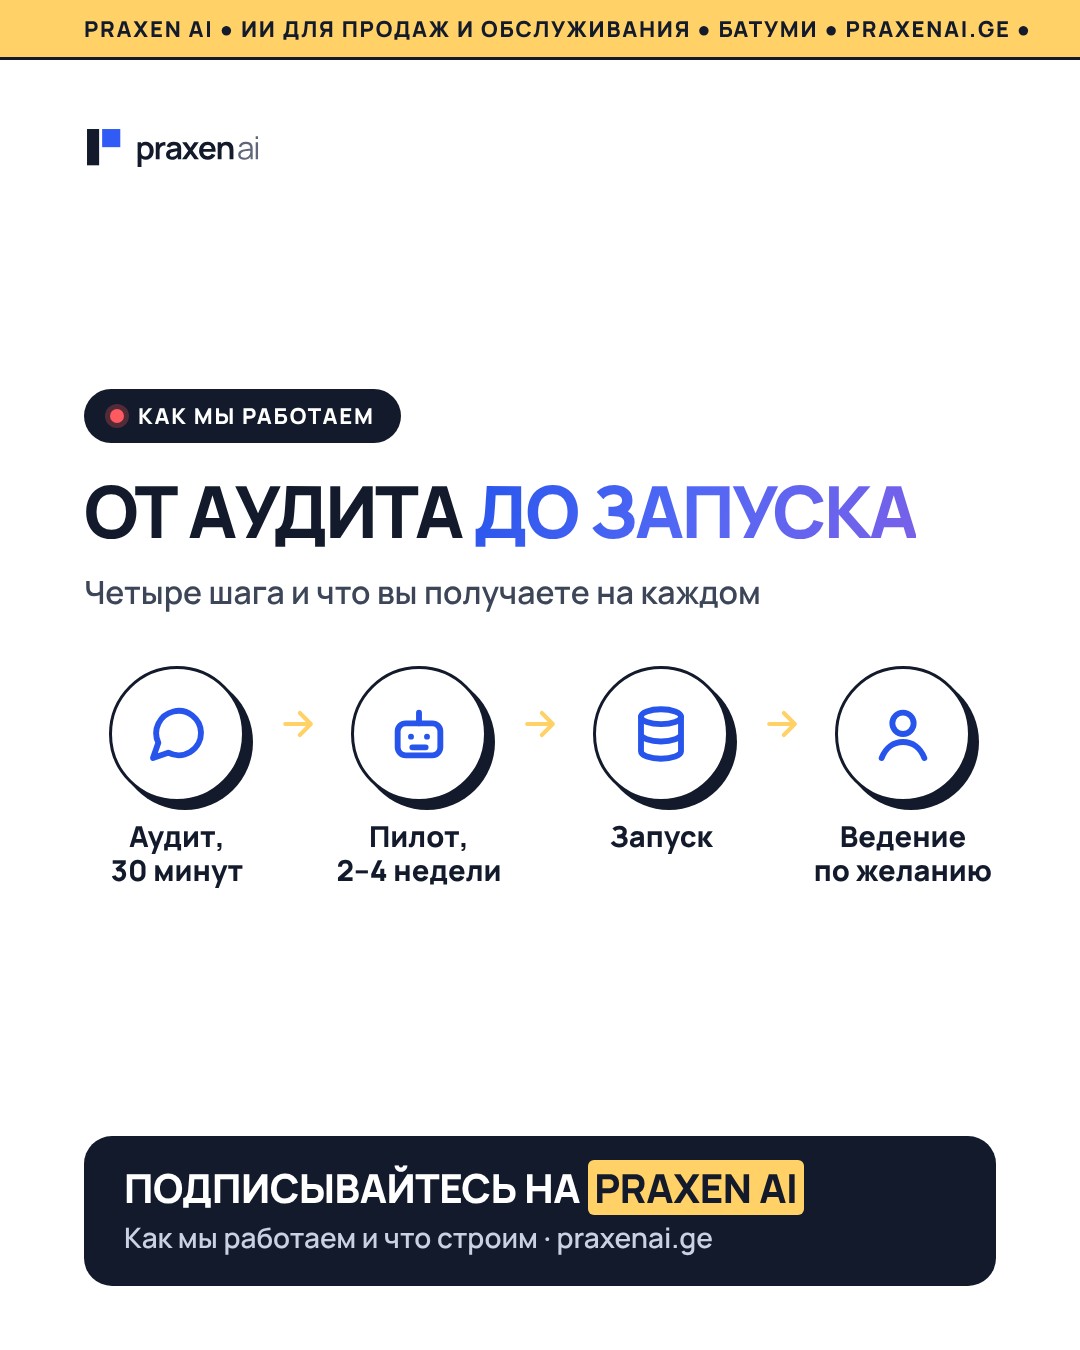 PRAXEN AI ● ИИ ДЛЯ ПРОДАЖ И ОБСЛУЖИВАНИЯ ● БАТУМИ ● PRAXENAI.GE ●
praxen ai
КАК МЫ РАБОТАЕМ
ОТ АУДИТА ДО ЗАПУСКА
Четыре шага и что вы получаете на каждом
Аудит,
30 минут
Пилот,
2–4 недели
Запуск
Ведение
по желанию
ПОДПИСЫВАЙТЕСЬ НА PRAXEN AI
Как мы работаем и что строим · praxenai.ge